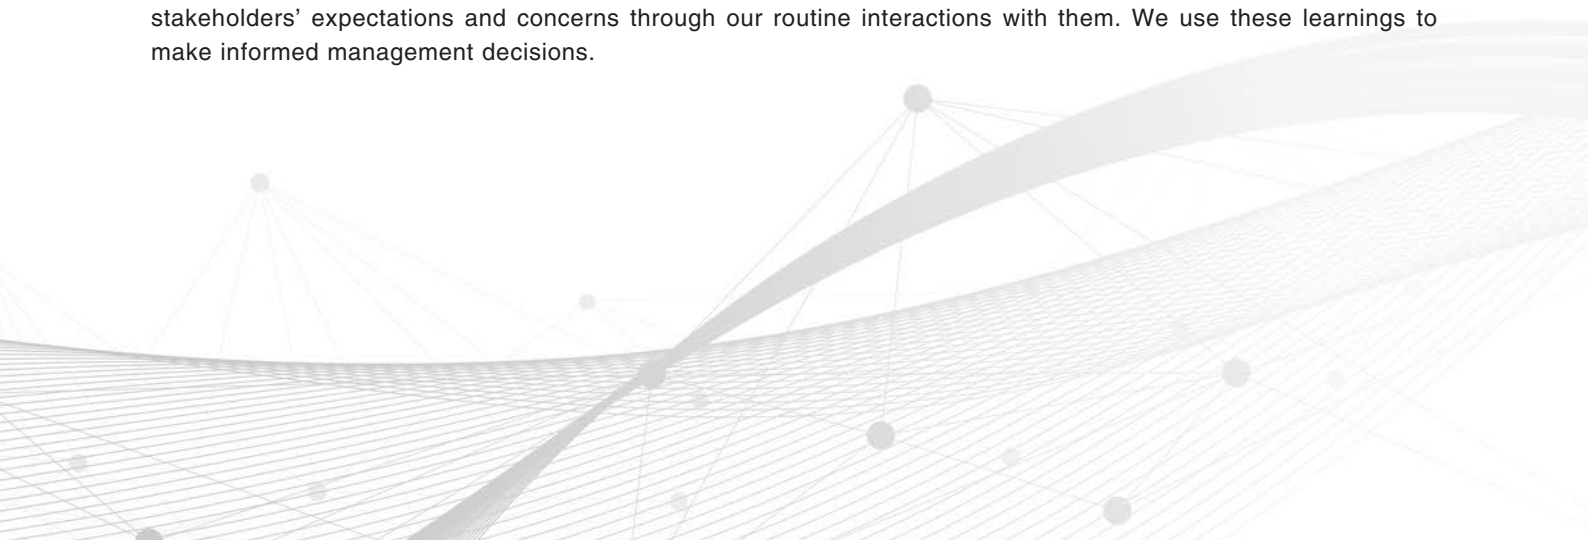 stakeholders’ expectations and concerns through our routine interactions with them. We use these learnings to
make informed management decisions.